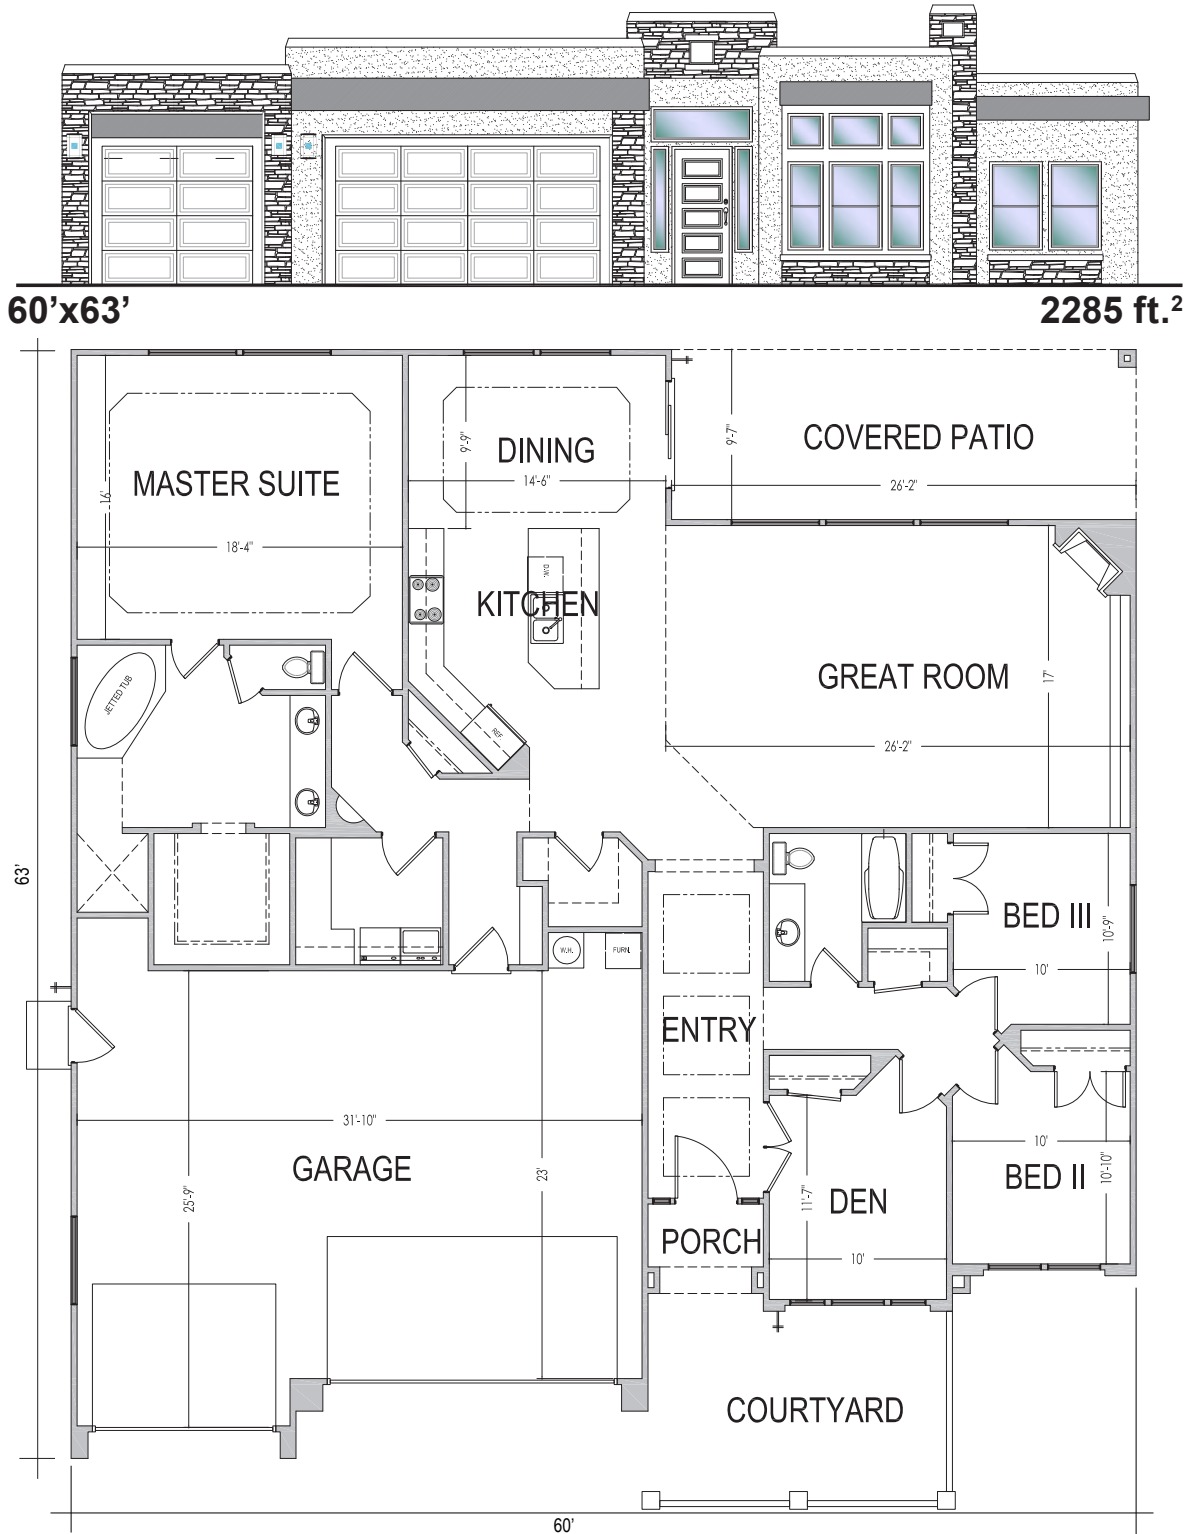 60’x63’
2285 ft.²
9'-9"
DINING
14'-6"
9'-7"
COVERED PATIO
26'-2"
MASTER SUITE
16'
18'-4"
D.W.
KITCHEN
GREAT ROOM
17'
JETTED TUB
REF.
26'-2"
63'
BED III
10'-9"
10'
W.H.
FURN.
ENTRY
31'-10"
GARAGE
25'-9"
23'
10'
BED II
10'-10"
DEN
11'-7"
PORCH
10'
COURTYARD
60'